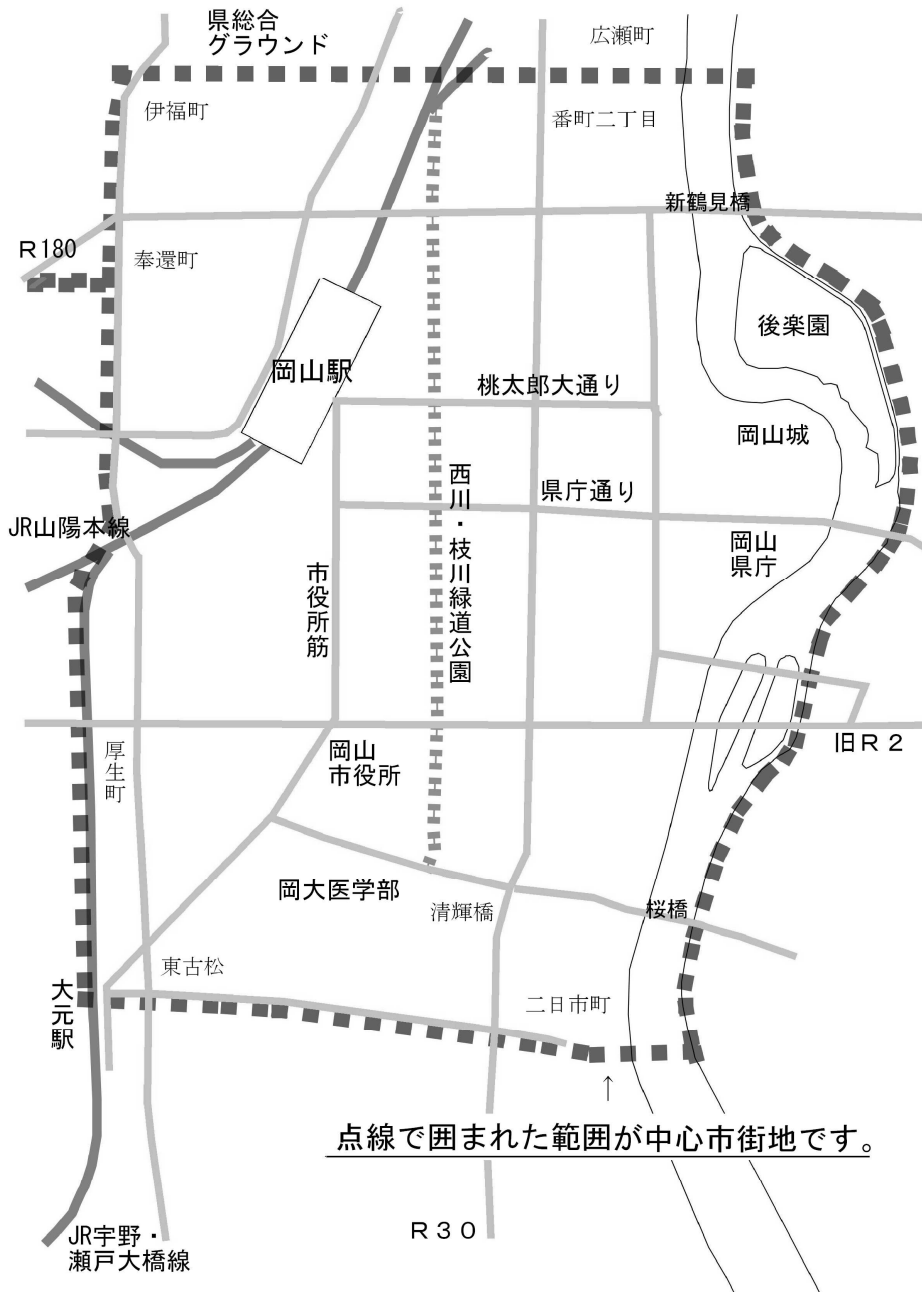 県総合
グラウンド
広瀬町
伊福町
番町二丁目
新鶴見橋
R180
奉還町
後楽園
岡山駅
桃太郎大通り
岡山城
西川・枝川緑道公園
県庁通り
JR山陽本線
岡山
県庁
市役所筋
旧R2
厚生町
岡山
市役所
岡大医学部
清輝橋
桜橋
東古松
大元駅
二日市町
↑
点線で囲まれた範囲が中心市街地です。
R30
JR宇野・
瀬戸大橋線